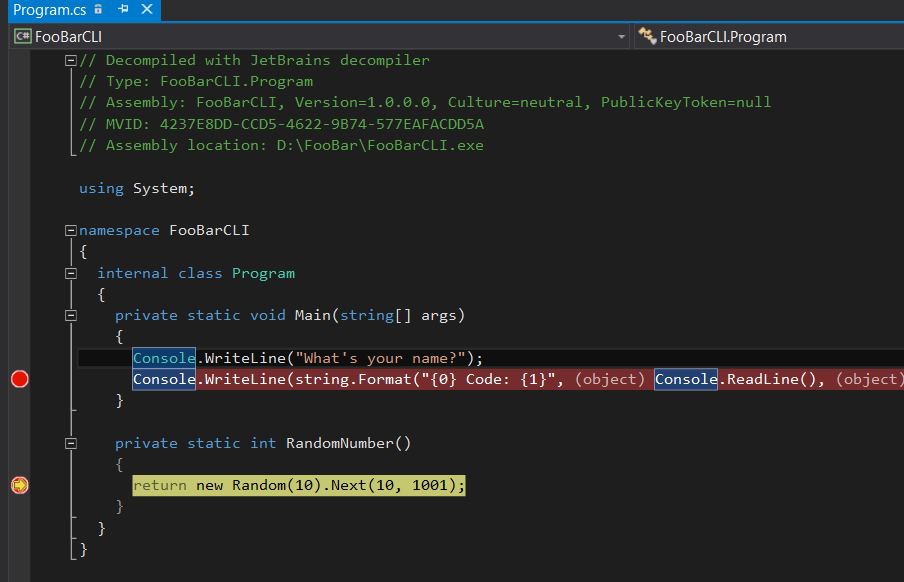 Program.cs
C# FooBarCLI FooBarCLI.Program
// Decompiled with JetBrains decompiler
// Type: FooBarCLI.Program
// Assembly: FooBarCLI, Version=1.0.0.0, Culture=neutral, PublicKeyToken=null
// MVID: 4237E8DD-CCD5-4622-9B74-577EAFACDD5A
// Assembly location: D:\FooBar\FooBarCLI.exe
using System;
namespace FooBarCLI
{
internal class Program
{
private static void Main(string[] args)
{
Console.WriteLine("What's your name?");
Console.WriteLine(string.Format("{0} Code: {1}", (object) Console.ReadLine(), (object)
}
private static int RandomNumber()
{
return new Random(10).Next(10, 1001);
}
}
}